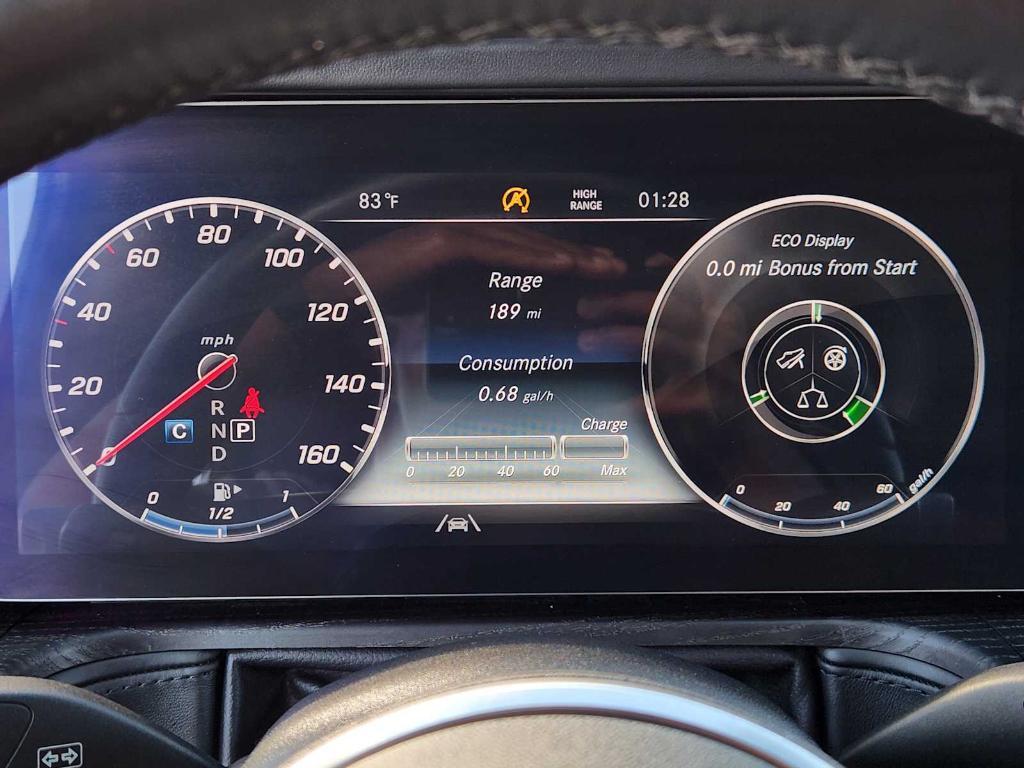 83°F
HIGH
RANGE
01:28
Range
189 mi
Consumption
0.68 gal/h
Charge
0 20 40 60 Max
mph
0 20 40 60 80 100 120 140 160
R
C N P
D
0 1/2 1
ECO Display
0.0 mi Bonus from Start
0 20 40 60 gal/h
A